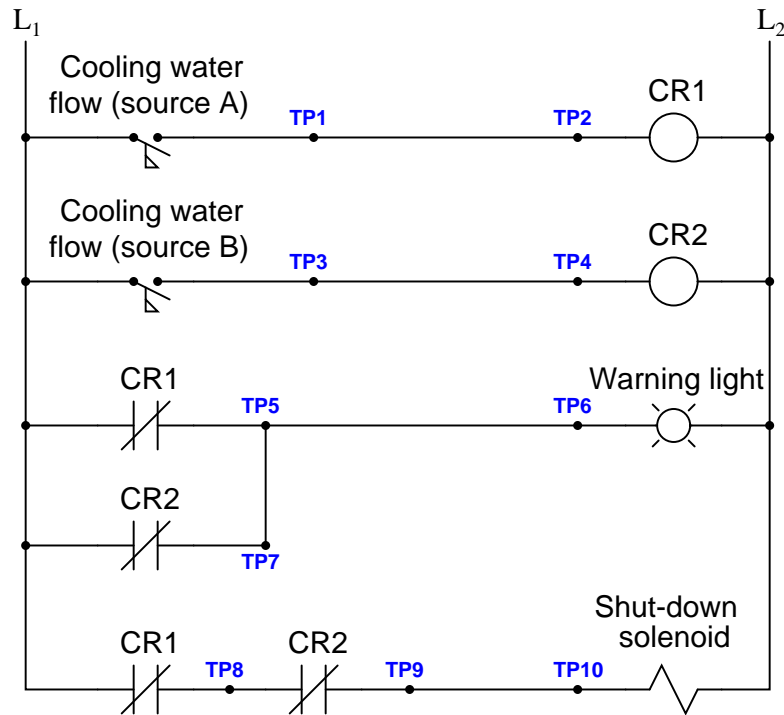 L1 L2
Cooling water
flow (source A)
TP1 TP2 CR1
Cooling water
flow (source B)
TP3 TP4 CR2
CR1 TP5 TP6 Warning light
CR2 TP7
CR1 TP8 CR2 TP9 TP10 Shut-down
solenoid